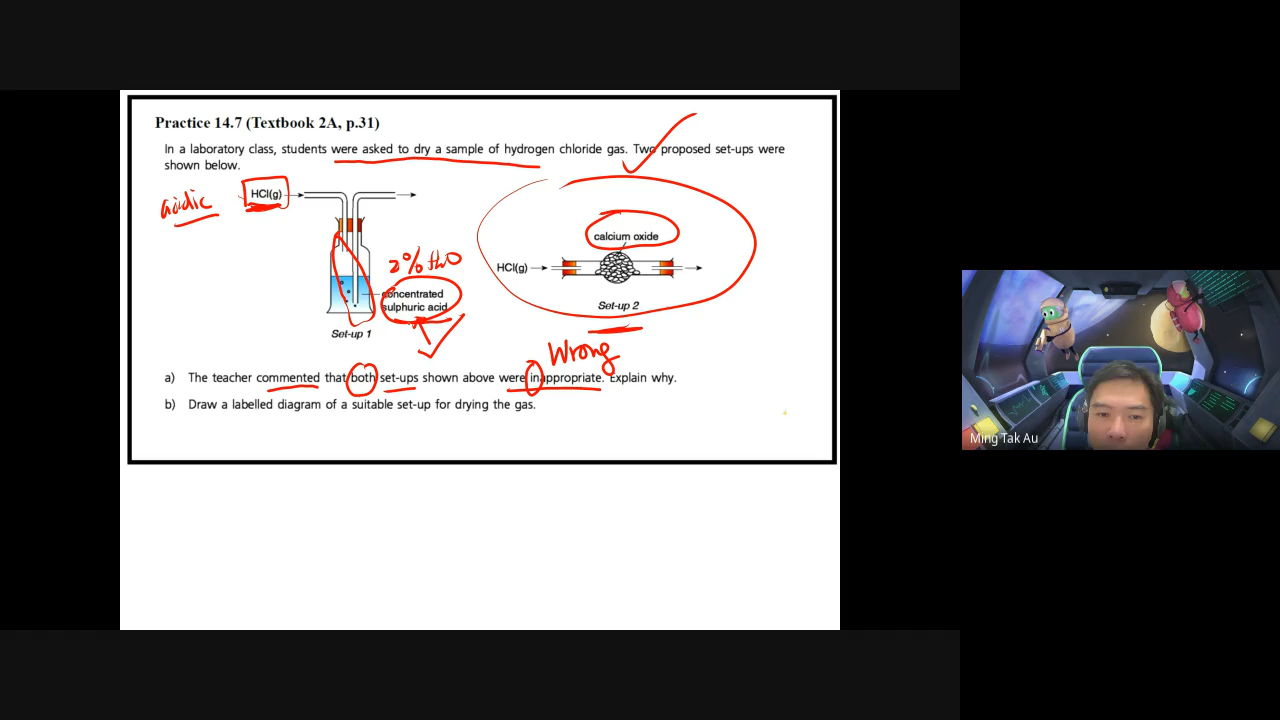 Practice 14.7 (Textbook 2A, p.31)
In a laboratory class, students were asked to dry a sample of hydrogen chloride gas. Two proposed set-ups were
shown below.
acidic
HCl(g)
2% H2O
concentrated
sulphuric acid
Set-up 1
calcium oxide
HCl(g)
Set-up 2
Wrong
a) The teacher commented that both set-ups shown above were inappropriate. Explain why.
b) Draw a labelled diagram of a suitable set-up for drying the gas.
Ming Tak Au